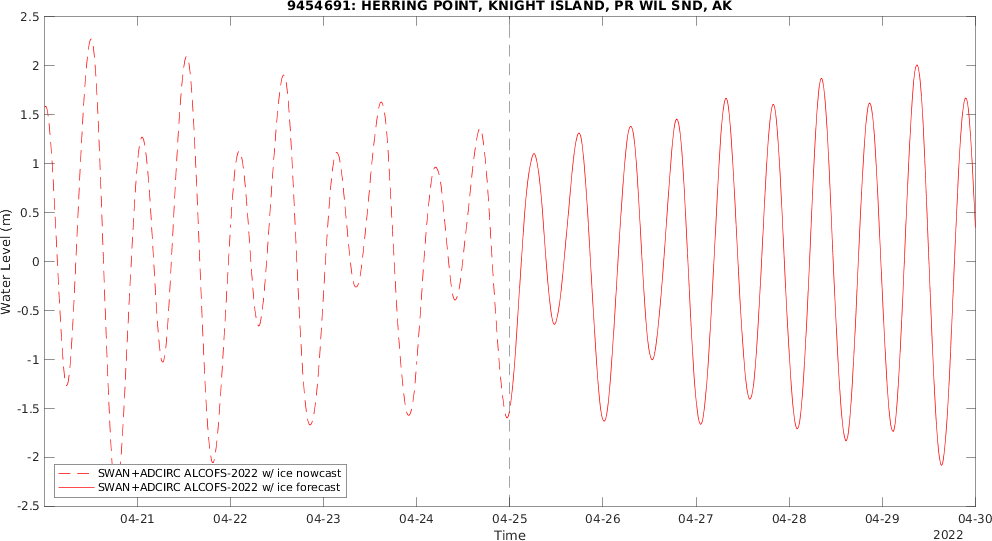 9454691: HERRING POINT, KNIGHT ISLAND, PR WIL SND, AK
2.5
2
1.5
1
0.5
0
-0.5
-1
-1.5
-2
-2.5
Water Level (m)
SWAN+ADCIRC ALCOFS-2022 w/ ice nowcast
SWAN+ADCIRC ALCOFS-2022 w/ ice forecast
04-21 04-22 04-23 04-24 04-25 04-26 04-27 04-28 04-29 04-30
Time
2022